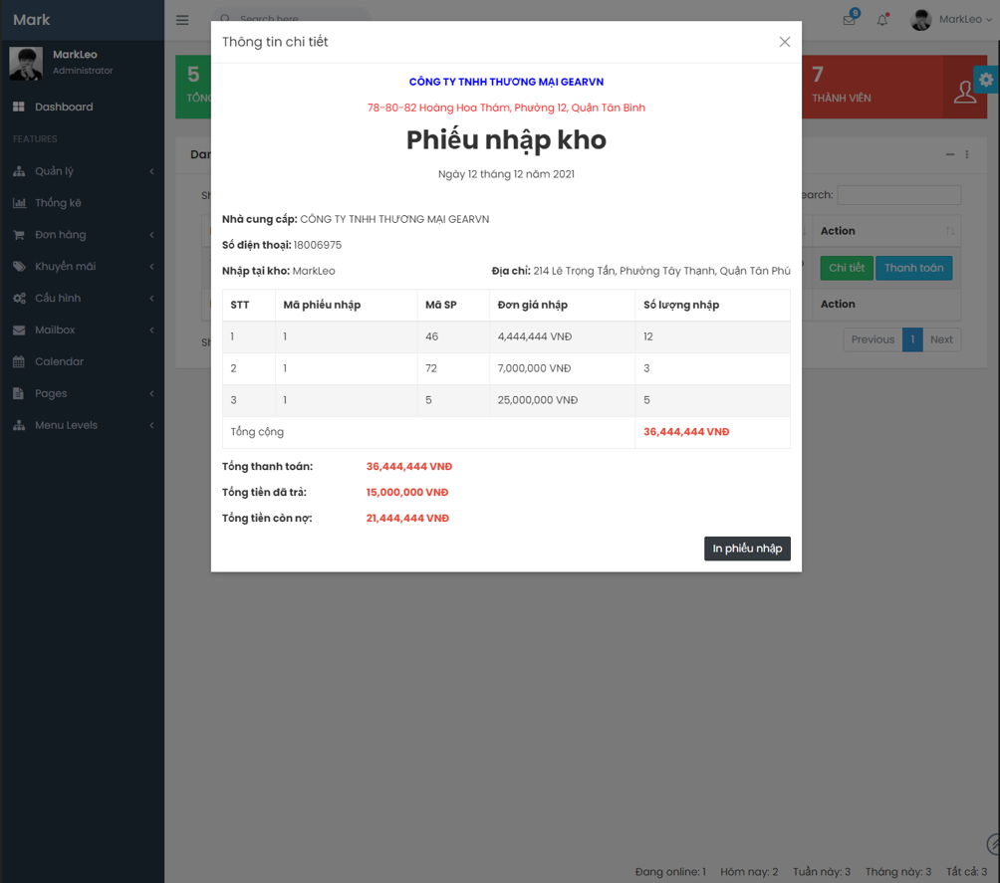 Mark
Search here
9
MarkLeo
MarkLeo
Administrator
Dashboard
FEATURES
Quản lý
Thống kê
Đơn hàng
Khuyến mãi
Cấu hình
Mailbox
Calendar
Pages
Menu Levels
5
7
THÀNH VIÊN
Action
Chi tiết
Thanh toán
Action
Previous
1
Next
Thông tin chi tiết
CÔNG TY TNHH THƯƠNG MẠI GEARVN
78-80-82 Hoàng Hoa Thám, Phường 12, Quận Tân Bình
Phiếu nhập kho
Ngày 12 tháng 12 năm 2021
Nhà cung cấp: CÔNG TY TNHH THƯƠNG MẠI GEARVN
Số điện thoại: 18006975
Nhập tại kho: MarkLeo Địa chỉ: 214 Lê Trọng Tấn, Phường Tây Thạnh, Quận Tân Phú
STT Mã phiếu nhập Mã SP Đơn giá nhập Số lượng nhập
1 1 46 4,444,444 VNĐ 12
2 1 72 7,000,000 VNĐ 3
3 1 5 25,000,000 VNĐ 5
Tổng cộng 36,444,444 VNĐ
Tổng thanh toán: 36,444,444 VNĐ
Tổng tiền đã trả: 15,000,000 VNĐ
Tổng tiền còn nợ: 21,444,444 VNĐ
In phiếu nhập
Đang online: 1 Hôm nay: 2 Tuần này: 3 Tháng này: 3 Tất cả: 3